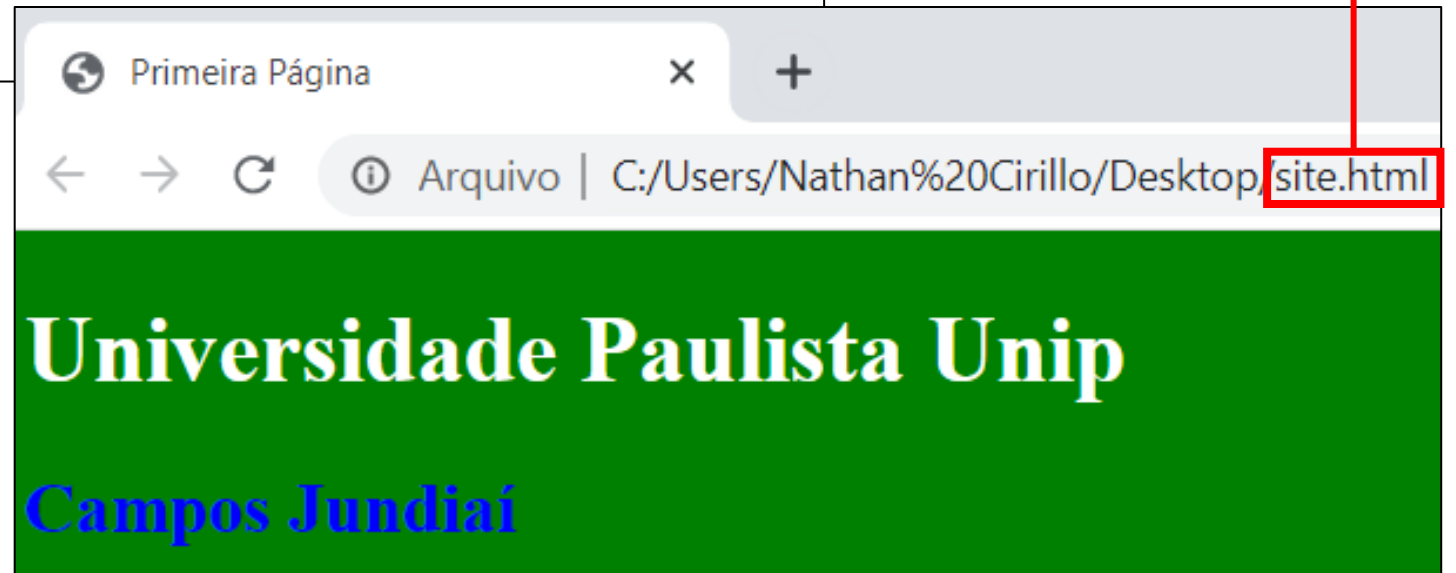 Primeira Página
Arquivo | C:/Users/Nathan%20Cirillo/Desktop/site.html
Universidade Paulista Unip
Campos Jundiaí